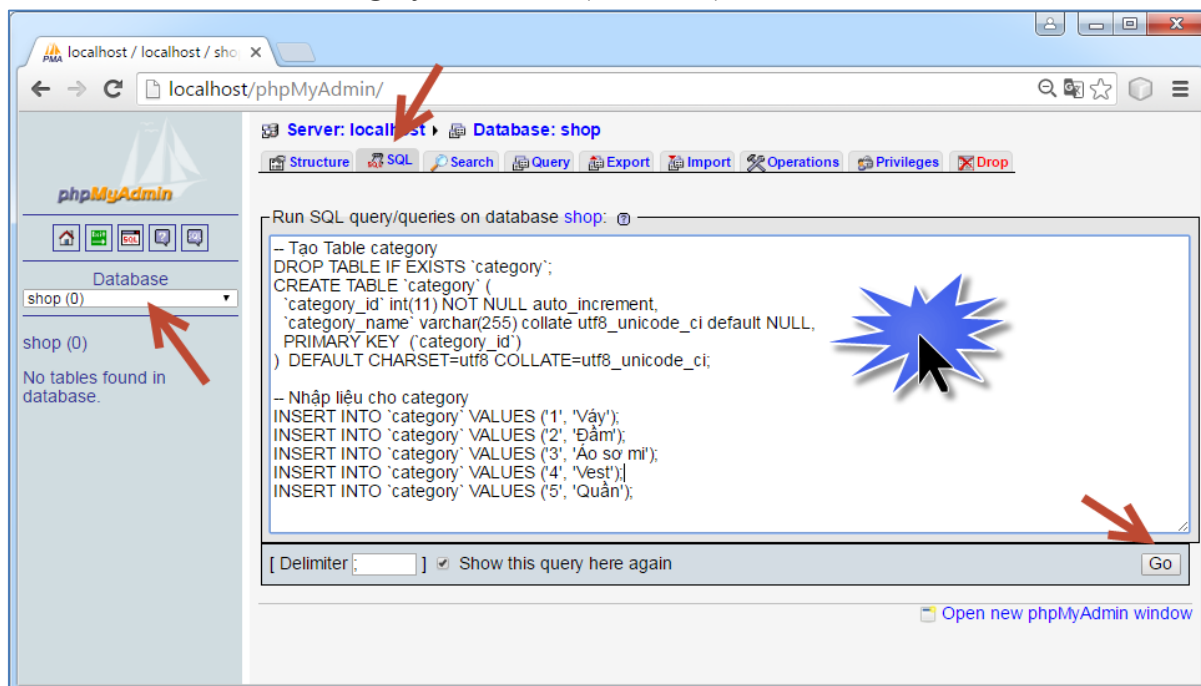 localhost / localhost / sho
localhost/phpMyAdmin/
phpMyAdmin
Database
shop (0)
shop (0)
No tables found in
database.
Server: localhost Database: shop
Structure SQL Search Query Export Import Operations Privileges Drop
Run SQL query/queries on database shop:
-- Tạo Table category
DROP TABLE IF EXISTS `category`;
CREATE TABLE `category` (
`category_id` int(11) NOT NULL auto_increment,
`category_name` varchar(255) collate utf8_unicode_ci default NULL,
PRIMARY KEY (`category_id`)
) DEFAULT CHARSET=utf8 COLLATE=utf8_unicode_ci;
-- Nhập liệu cho category
INSERT INTO `category` VALUES ('1', 'Váy');
INSERT INTO `category` VALUES ('2', 'Đầm');
INSERT INTO `category` VALUES ('3', 'Áo sơ mi');
INSERT INTO `category` VALUES ('4', 'Vest');
INSERT INTO `category` VALUES ('5', 'Quần');
[ Delimiter ; ] Show this query here again
Go
Open new phpMyAdmin window